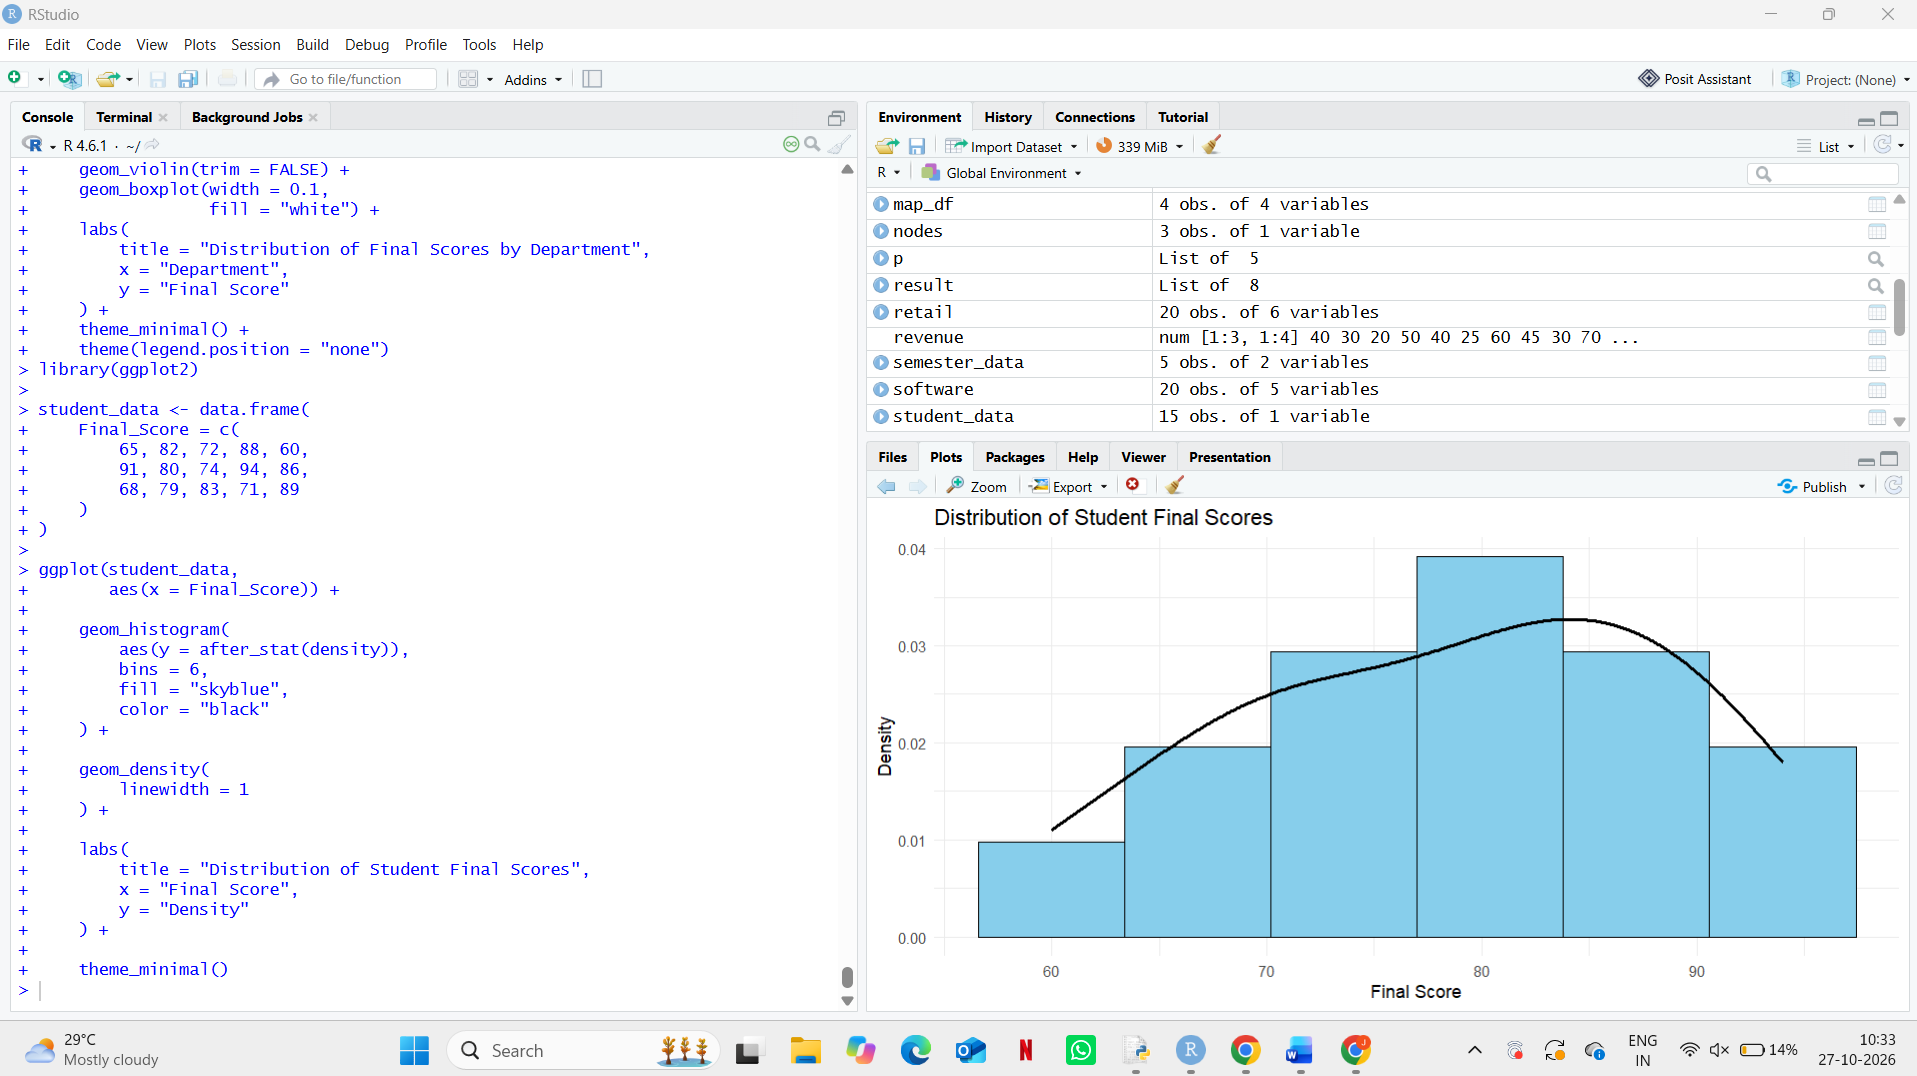 RStudio
File Edit Code View Plots Session Build Debug Profile Tools Help
Go to file/function
Addins
Posit Assistant
Project: (None)
Console Terminal Background Jobs
R 4.6.1 · ~/
+     geom_violin(trim = FALSE) +
+     geom_boxplot(width = 0.1,
+                  fill = "white") +
+     labs(
+         title = "Distribution of Final Scores by Department",
+         x = "Department",
+         y = "Final Score"
+     ) +
+     theme_minimal() +
+     theme(legend.position = "none")
> library(ggplot2)
>
> student_data <- data.frame(
+     Final_Score = c(
+         65, 82, 72, 88, 60,
+         91, 80, 74, 94, 86,
+         68, 79, 83, 71, 89
+     )
+ )
>
> ggplot(student_data,
+        aes(x = Final_Score)) +
+
+     geom_histogram(
+         aes(y = after_stat(density)),
+         bins = 6,
+         fill = "skyblue",
+         color = "black"
+     ) +
+
+     geom_density(
+         linewidth = 1
+     ) +
+
+     labs(
+         title = "Distribution of Student Final Scores",
+         x = "Final Score",
+         y = "Density"
+     ) +
+
+     theme_minimal()
>
Environment History Connections Tutorial
Import Dataset 339 MiB List
R Global Environment
map_df 4 obs. of 4 variables
nodes 3 obs. of 1 variable
p List of  5
result List of  8
retail 20 obs. of 6 variables
revenue num [1:3, 1:4] 40 30 20 50 40 25 60 45 30 70 ...
semester_data 5 obs. of 2 variables
software 20 obs. of 5 variables
student_data 15 obs. of 1 variable
Files Plots Packages Help Viewer Presentation
Zoom Export Publish
Distribution of Student Final Scores
0.04
0.03
0.02
0.01
0.00
Density
60 70 80 90
Final Score
29°C
Mostly cloudy
Search
ENG
IN
14%
10:33
27-10-2026